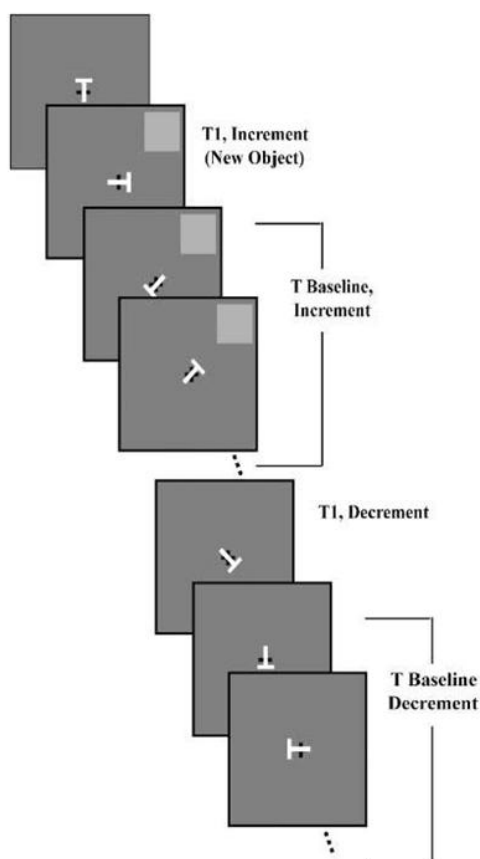 T1, Increment
(New Object)
T Baseline,
Increment
T1, Decrement
T Baseline
Decrement